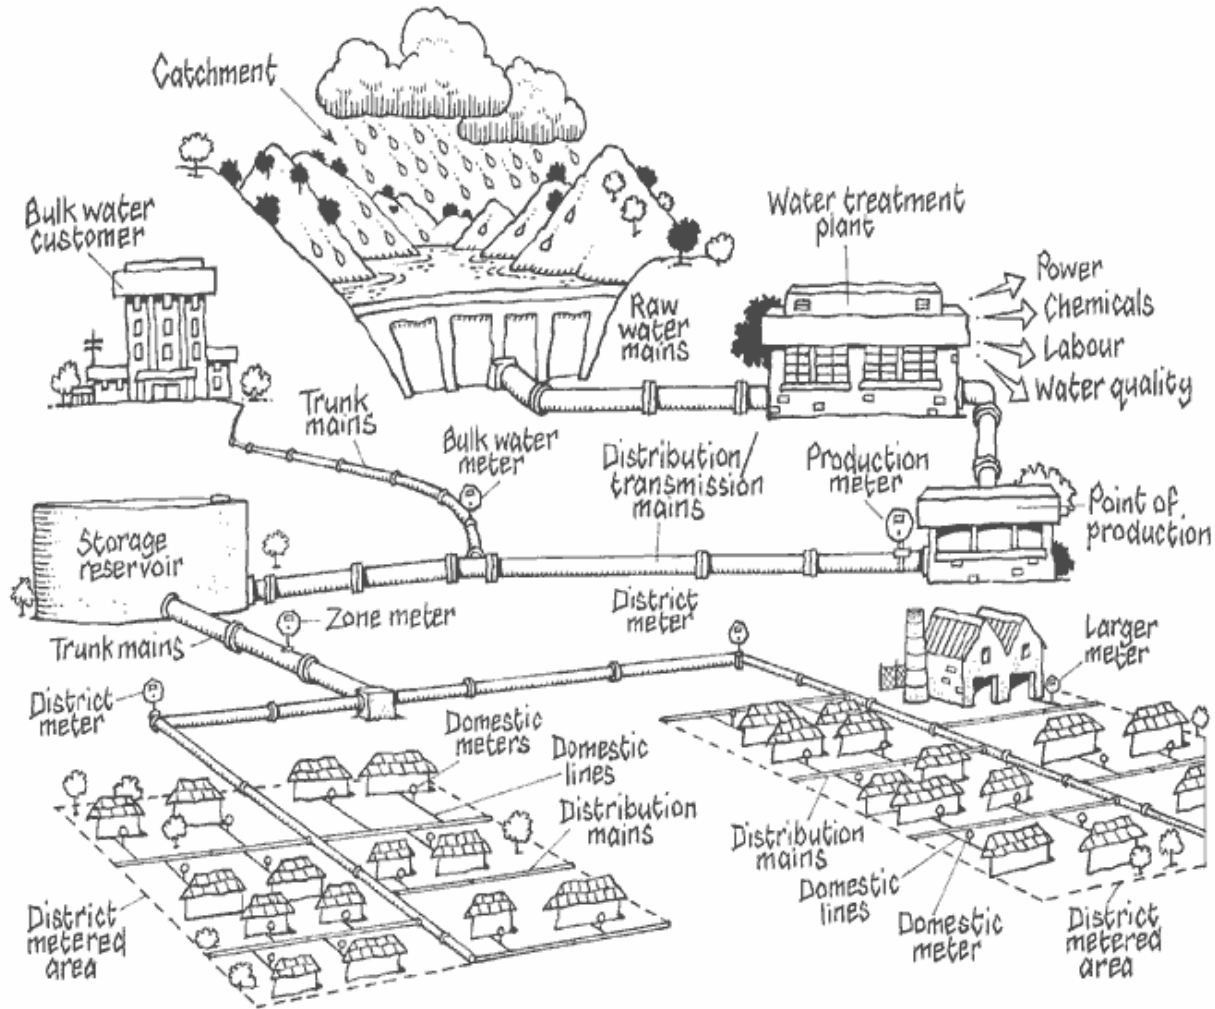 Catchment
Bulk water
customer
Water treatment
plant
Power
Chemicals
Labour
Water quality
Raw
water
mains
Trunk
mains
Bulk water
meter
Distribution
transmission
mains
Production
meter
Point of
production
Storage
reservoir
Zone meter
District
meter
Trunk mains
Larger
meter
District
meter
Domestic
meters
Domestic
lines
Distribution
mains
Distribution
mains
Domestic
lines
Domestic
meter
District
metered
area
District
metered
area